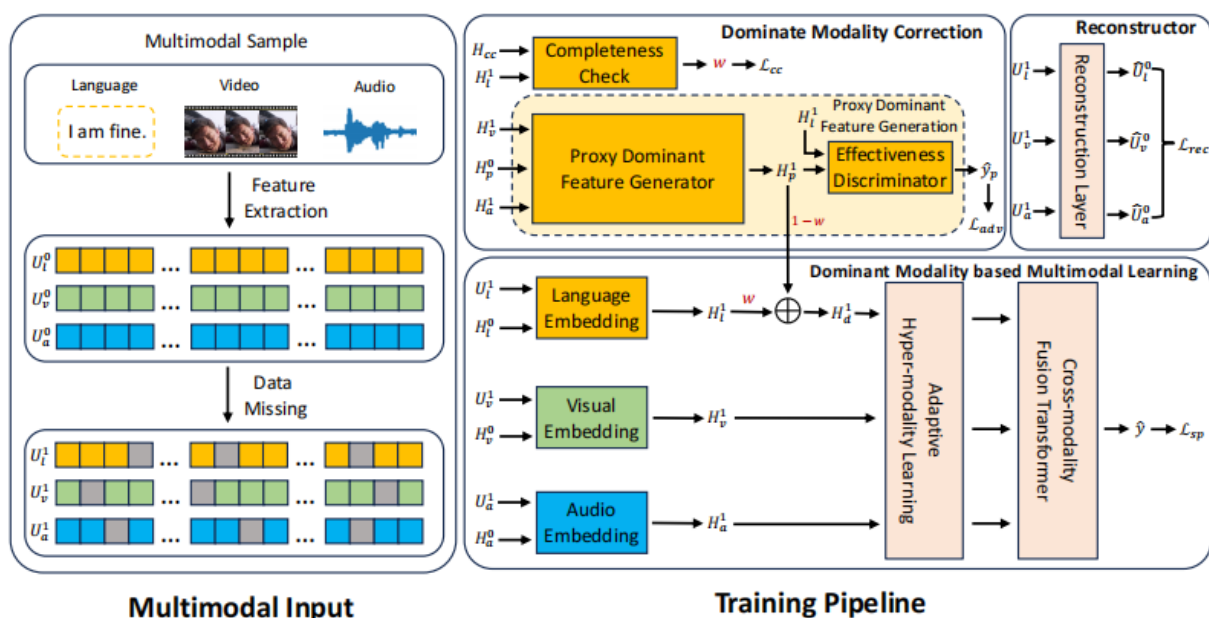 Multimodal Sample
Language
Video
Audio
I am fine.
Feature
Extraction
U_l^0
...
...
U_v^0
...
...
U_a^0
...
...
Data
Missing
U_l^1
...
...
U_v^1
...
...
U_a^1
...
...
Multimodal Input
Dominate Modality Correction
H_cc
H_l^1
Completeness
Check
w
ℒ_cc
H_v^1
H_p^0
H_a^1
Proxy Dominant
Feature Generator
H_p^1
H_l^1
Proxy Dominant
Feature Generation
Effectiveness
Discriminator
ŷ_p
ℒ_adv
1 − w
Reconstructor
U_l^1
U_v^1
U_a^1
Reconstruction Layer
Û_l^0
Û_v^0
Û_a^0
ℒ_rec
Dominant Modality based Multimodal Learning
U_l^1
H_l^0
Language
Embedding
H_l^1
w
⊕
H_d^1
U_v^1
H_v^0
Visual
Embedding
H_v^1
U_a^1
H_a^0
Audio
Embedding
H_a^1
Adaptive
Hyper-modality Learning
Cross-modality
Fusion Transformer
ŷ
ℒ_sp
Training Pipeline